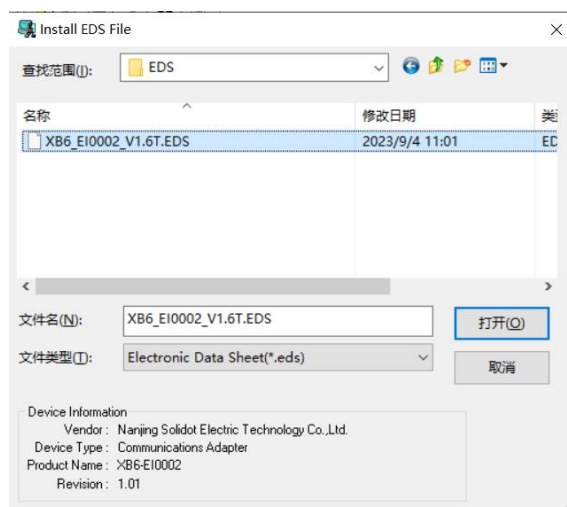 Install EDS File
查找范围(I):
EDS
名称
修改日期
XB6_EI0002_V1.6T.EDS
2023/9/4 11:01
文件名(N):
XB6_EI0002_V1.6T.EDS
打开(O)
文件类型(T):
Electronic Data Sheet(*.eds)
取消
Device Information
Vendor : Nanjing Solidot Electric Technology Co.,Ltd.
Device Type : Communications Adapter
Product Name : XB6-EI0002
Revision : 1.01